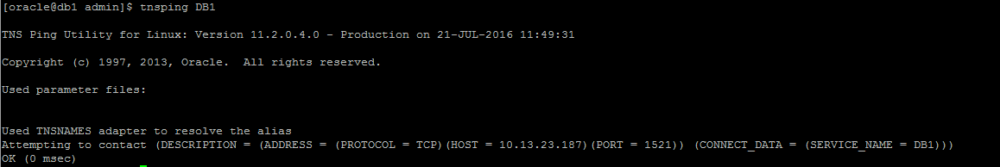 [oracle@db1 admin]$ tnsping DB1
TNS Ping Utility for Linux: Version 11.2.0.4.0 - Production on 21-JUL-2016 11:49:31
Copyright (c) 1997, 2013, Oracle.  All rights reserved.
Used parameter files:
Used TNSNAMES adapter to resolve the alias
Attempting to contact (DESCRIPTION = (ADDRESS = (PROTOCOL = TCP)(HOST = 10.13.23.187)(PORT = 1521)) (CONNECT_DATA = (SERVICE_NAME = DB1)))
OK (0 msec)